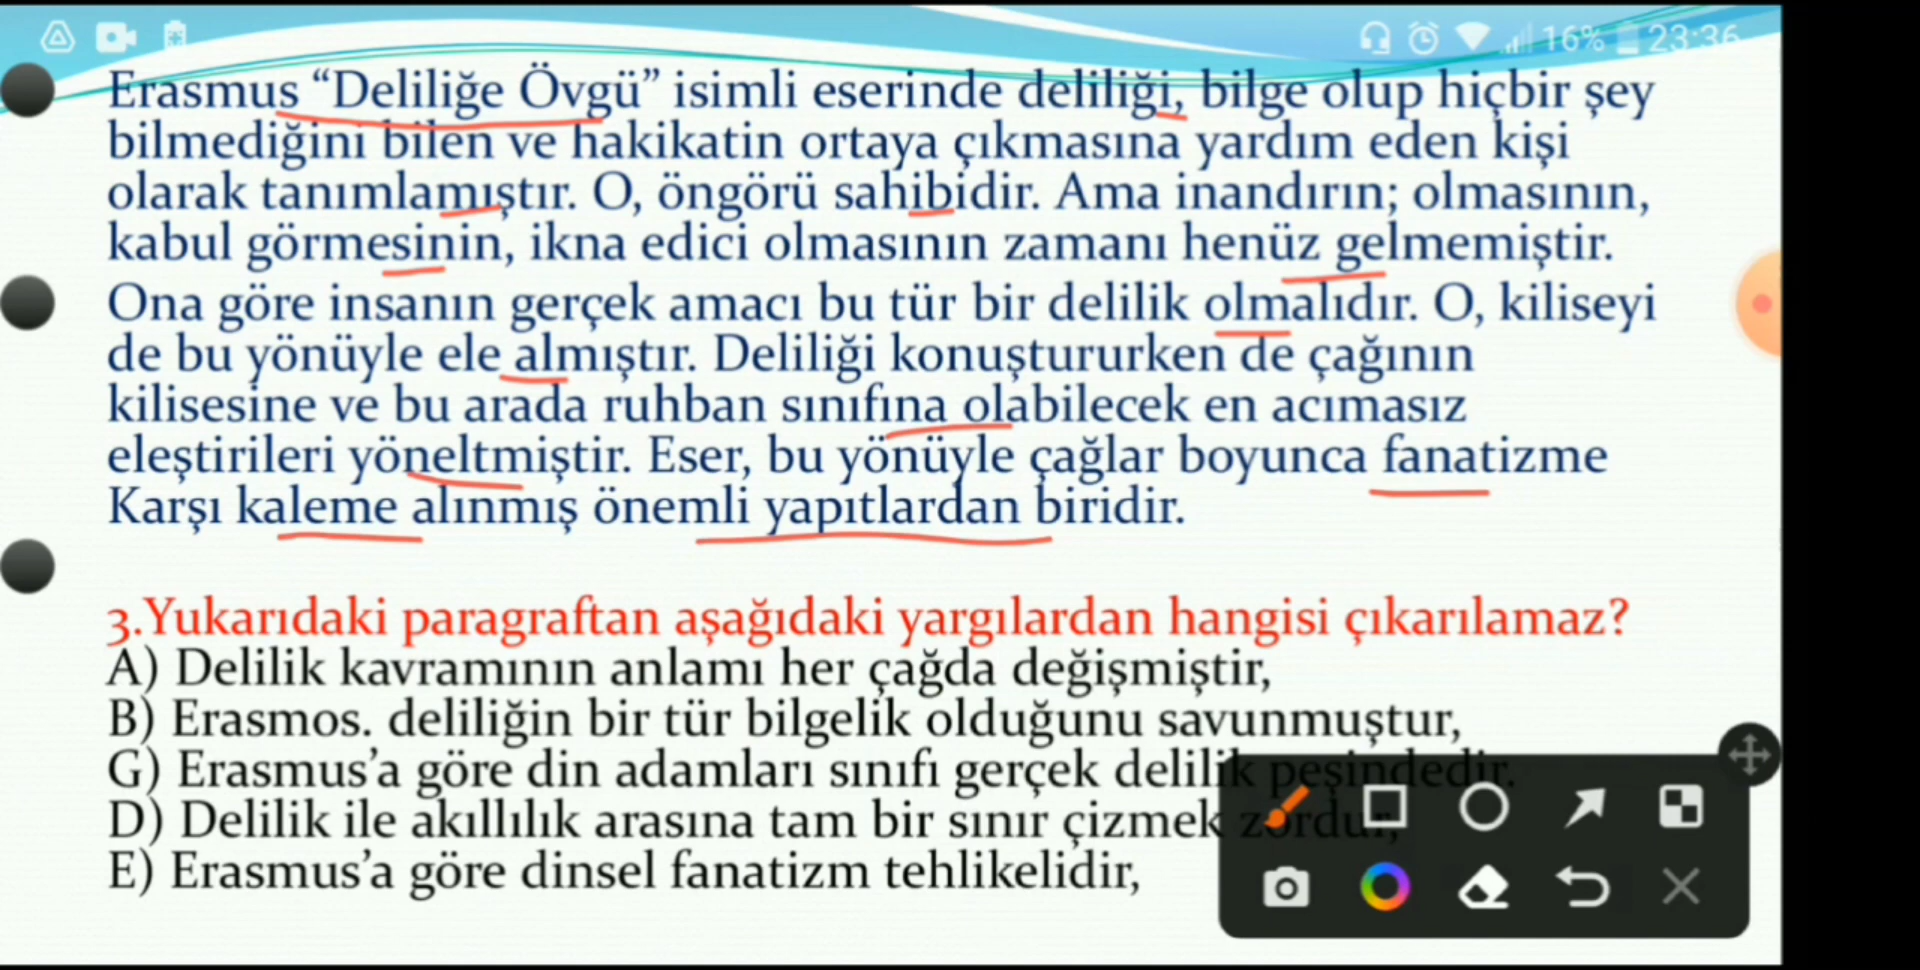 16% 23:36
Erasmus “Deliliğe Övgü” isimli eserinde deliliği, bilge olup hiçbir şey
bilmediğini bilen ve hakikatin ortaya çıkmasına yardım eden kişi
olarak tanımlamıştır. O, öngörü sahibidir. Ama inandırın; olmasının,
kabul görmesinin, ikna edici olmasının zamanı henüz gelmemiştir.
Ona göre insanın gerçek amacı bu tür bir delilik olmalıdır. O, kiliseyi
de bu yönüyle ele almıştır. Deliliği konuştururken de çağının
kilisesine ve bu arada ruhban sınıfına olabilecek en acımasız
eleştirileri yöneltmiştir. Eser, bu yönüyle çağlar boyunca fanatizme
Karşı kaleme alınmış önemli yapıtlardan biridir.
3.Yukarıdaki paragraftan aşağıdaki yargılardan hangisi çıkarılamaz?
A) Delilik kavramının anlamı her çağda değişmiştir,
B) Erasmos. deliliğin bir tür bilgelik olduğunu savunmuştur,
G) Erasmus’a göre din adamları sınıfı gerçek delilik peşindedir.
D) Delilik ile akıllılık arasına tam bir sınır çizmek zordur,
E) Erasmus’a göre dinsel fanatizm tehlikelidir,